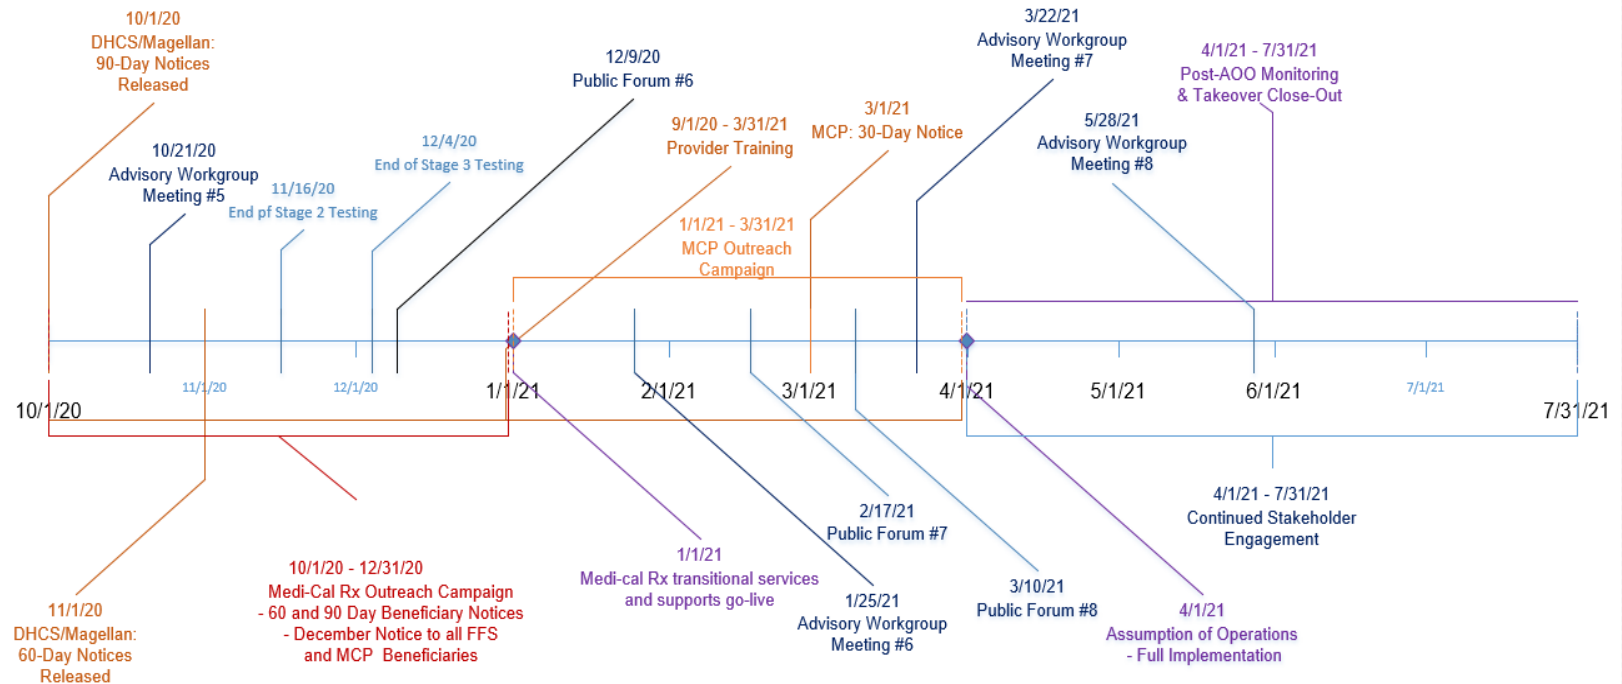 10/1/20
DHCS/Magellan:
90-Day Notices
Released
10/21/20
Advisory Workgroup
Meeting #5
11/16/20
End pf Stage 2 Testing
12/4/20
End of Stage 3 Testing
12/9/20
Public Forum #6
9/1/20 - 3/31/21
Provider Training
1/1/21 - 3/31/21
MCP Outreach
Campaign
3/1/21
MCP: 30-Day Notice
3/22/21
Advisory Workgroup
Meeting #7
5/28/21
Advisory Workgroup
Meeting #8
4/1/21 - 7/31/21
Post-AOO Monitoring
& Takeover Close-Out
10/1/20
11/1/20
12/1/20
1/1/21
2/1/21
3/1/21
4/1/21
5/1/21
6/1/21
7/1/21
7/31/21
11/1/20
DHCS/Magellan:
60-Day Notices
Released
10/1/20 - 12/31/20
Medi-Cal Rx Outreach Campaign
- 60 and 90 Day Beneficiary Notices
- December Notice to all FFS
and MCP Beneficiaries
1/1/21
Medi-cal Rx transitional services
and supports go-live
1/25/21
Advisory Workgroup
Meeting #6
2/17/21
Public Forum #7
3/10/21
Public Forum #8
4/1/21
Assumption of Operations
- Full Implementation
4/1/21 - 7/31/21
Continued Stakeholder
Engagement